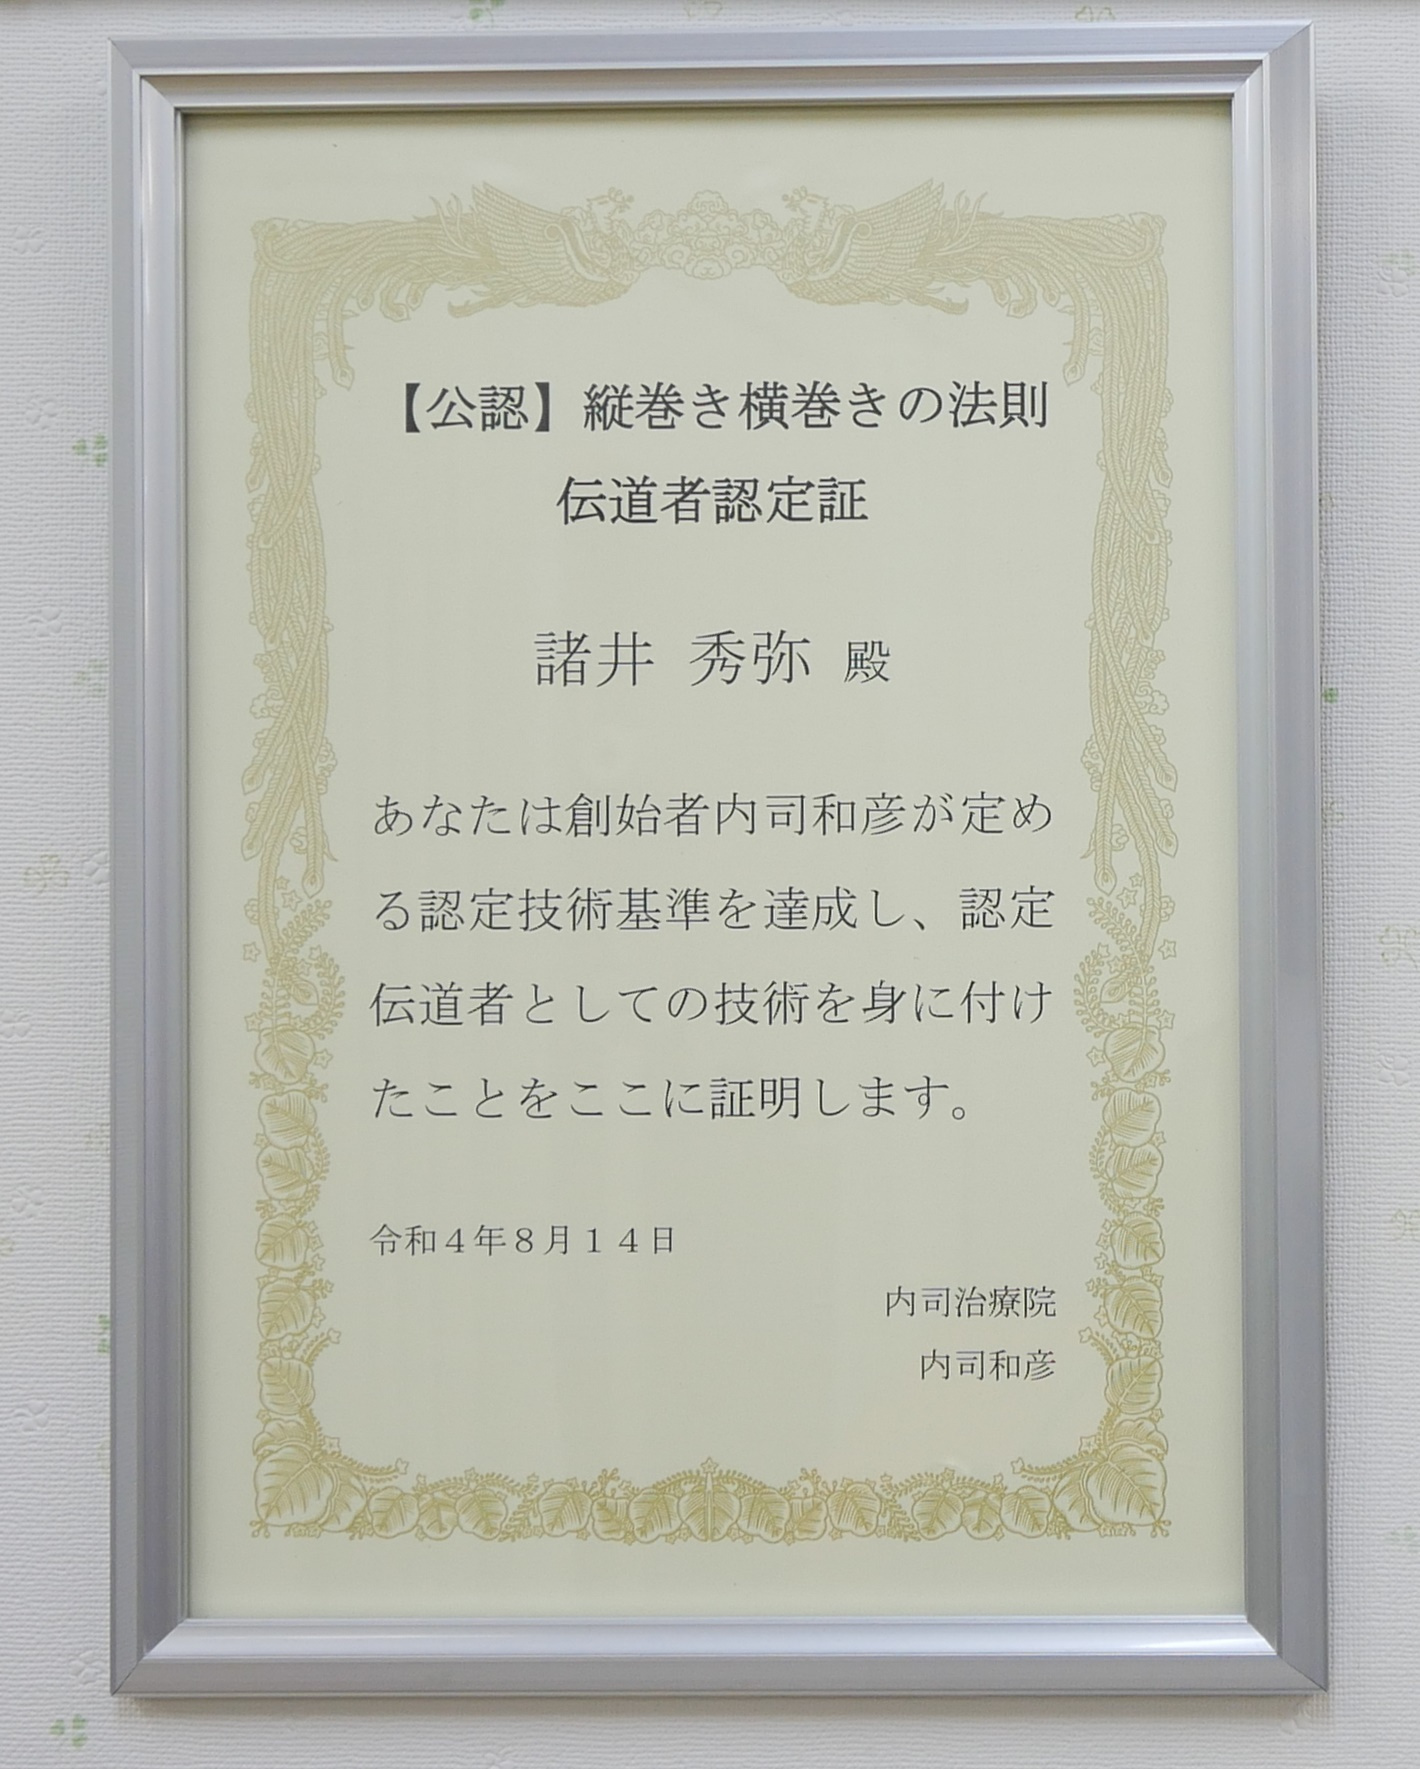 【公認】縦巻き横巻きの法則
伝道者認定証
諸井 秀弥 殿
あなたは創始者内司和彦が定め
る認定技術基準を達成し、認定
伝道者としての技術を身に付け
たことをここに証明します。
令和４年８月１４日
内司治療院
内司和彦